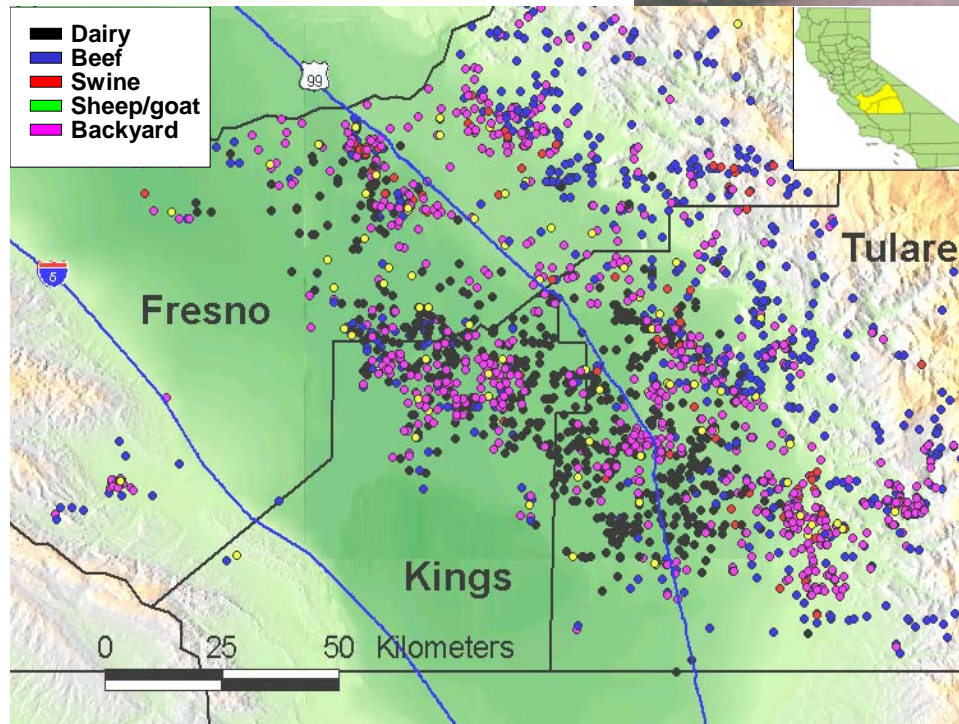 Dairy
Beef
Swine
Sheep/goat
Backyard
99
5
Tulare
Fresno
Kings
0 25 50 Kilometers